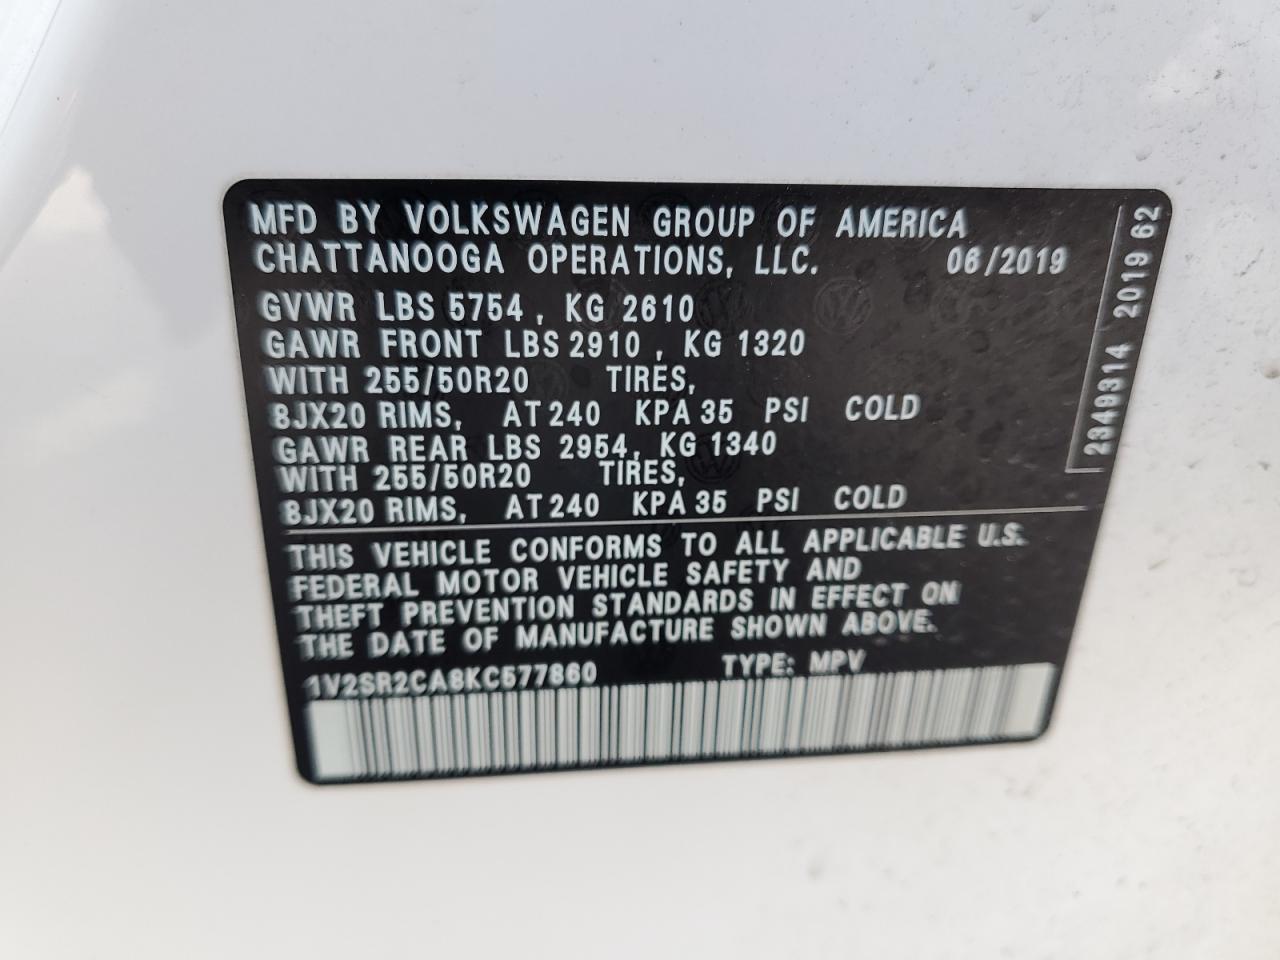 MFD BY VOLKSWAGEN GROUP OF AMERICA
CHATTANOOGA OPERATIONS, LLC. 06/2019
GVWR LBS 5754 , KG 2610
GAWR FRONT LBS 2910 , KG 1320
WITH 255/50R20 TIRES,
8JX20 RIMS, AT 240 KPA 35 PSI COLD
GAWR REAR LBS 2954, KG 1340
WITH 255/50R20 TIRES,
8JX20 RIMS, AT 240 KPA 35 PSI COLD
THIS VEHICLE CONFORMS TO ALL APPLICABLE U.S.
FEDERAL MOTOR VEHICLE SAFETY AND
THEFT PREVENTION STANDARDS IN EFFECT ON
THE DATE OF MANUFACTURE SHOWN ABOVE.
1V2SR2CA8KC577860 TYPE: MPV
2349314 2019 62